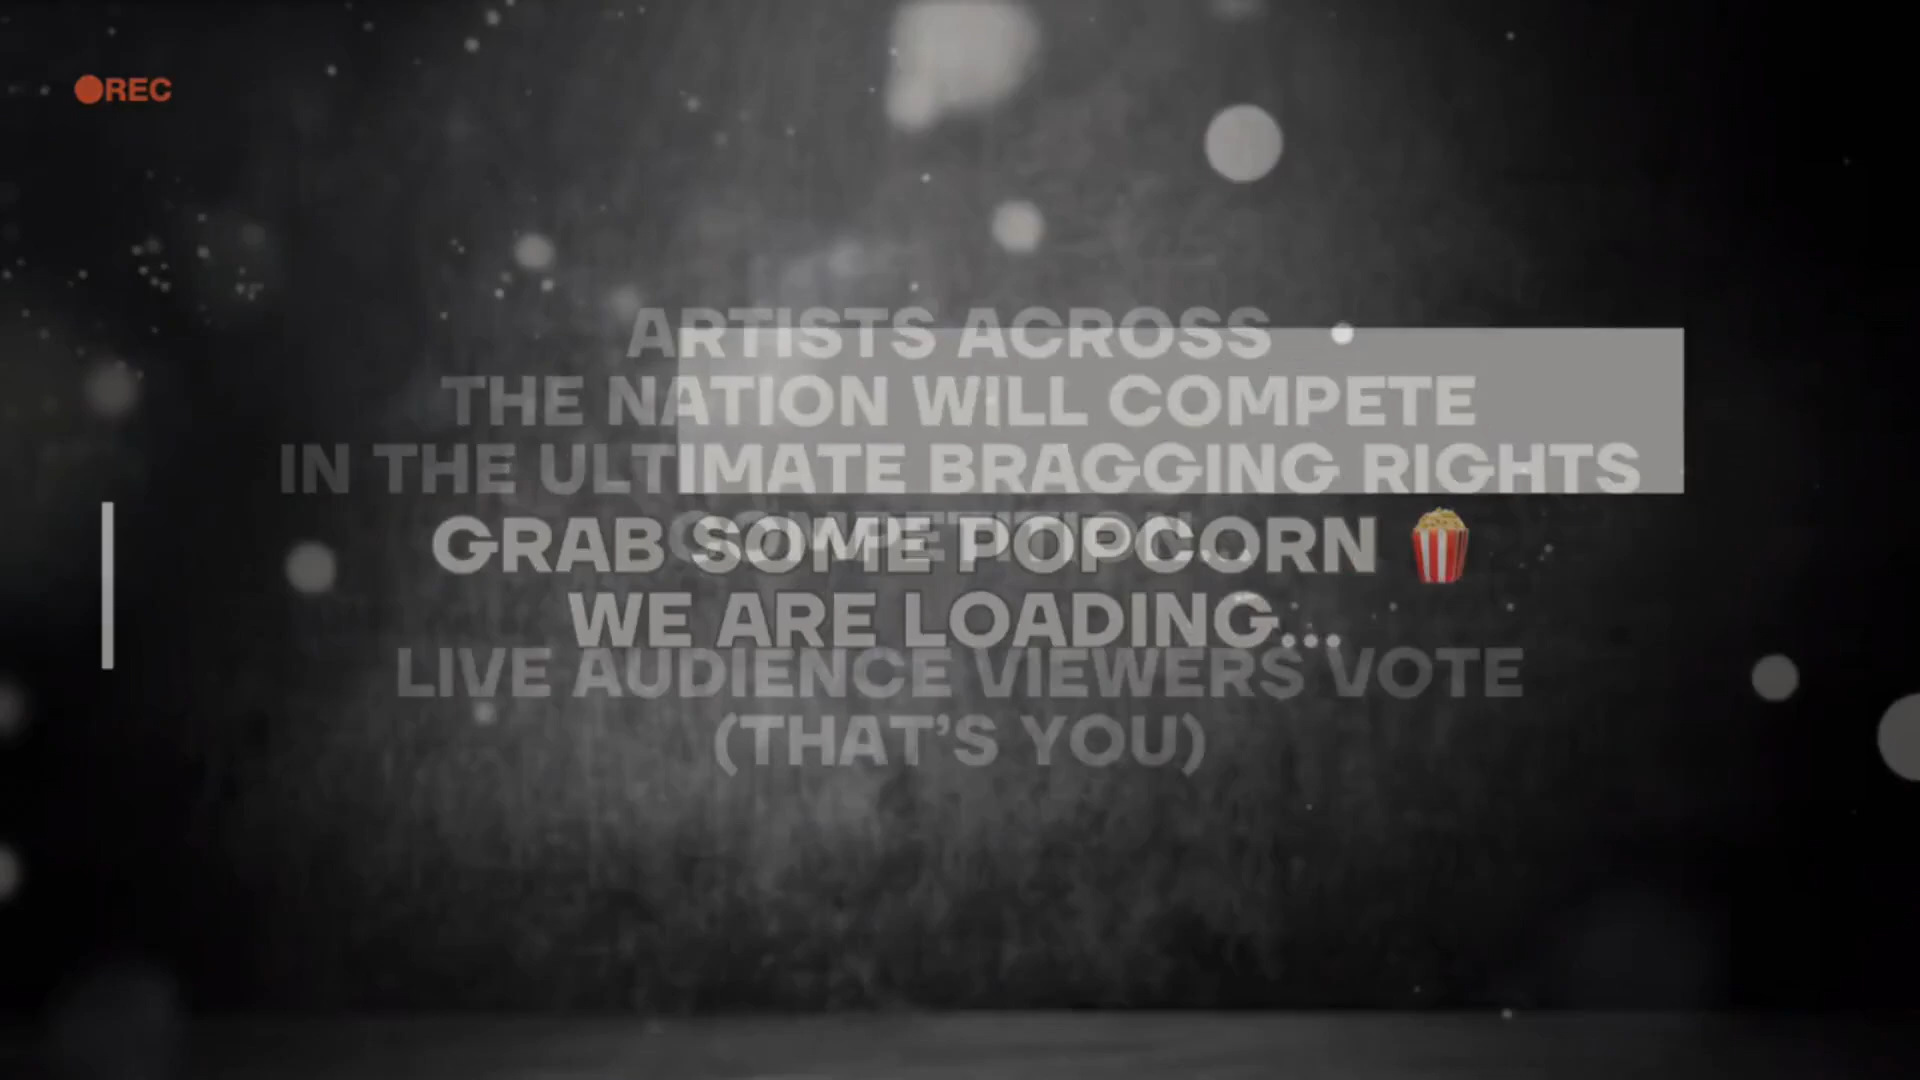 REC
ARTISTS ACROSS
THE NATION WILL COMPETE
IN THE ULTIMATE BRAGGING RIGHTS
COMPETITION...
GRAB SOME POPCORN 🍿
WE ARE LOADING...
LIVE AUDIENCE VIEWERS VOTE
(THAT'S YOU)